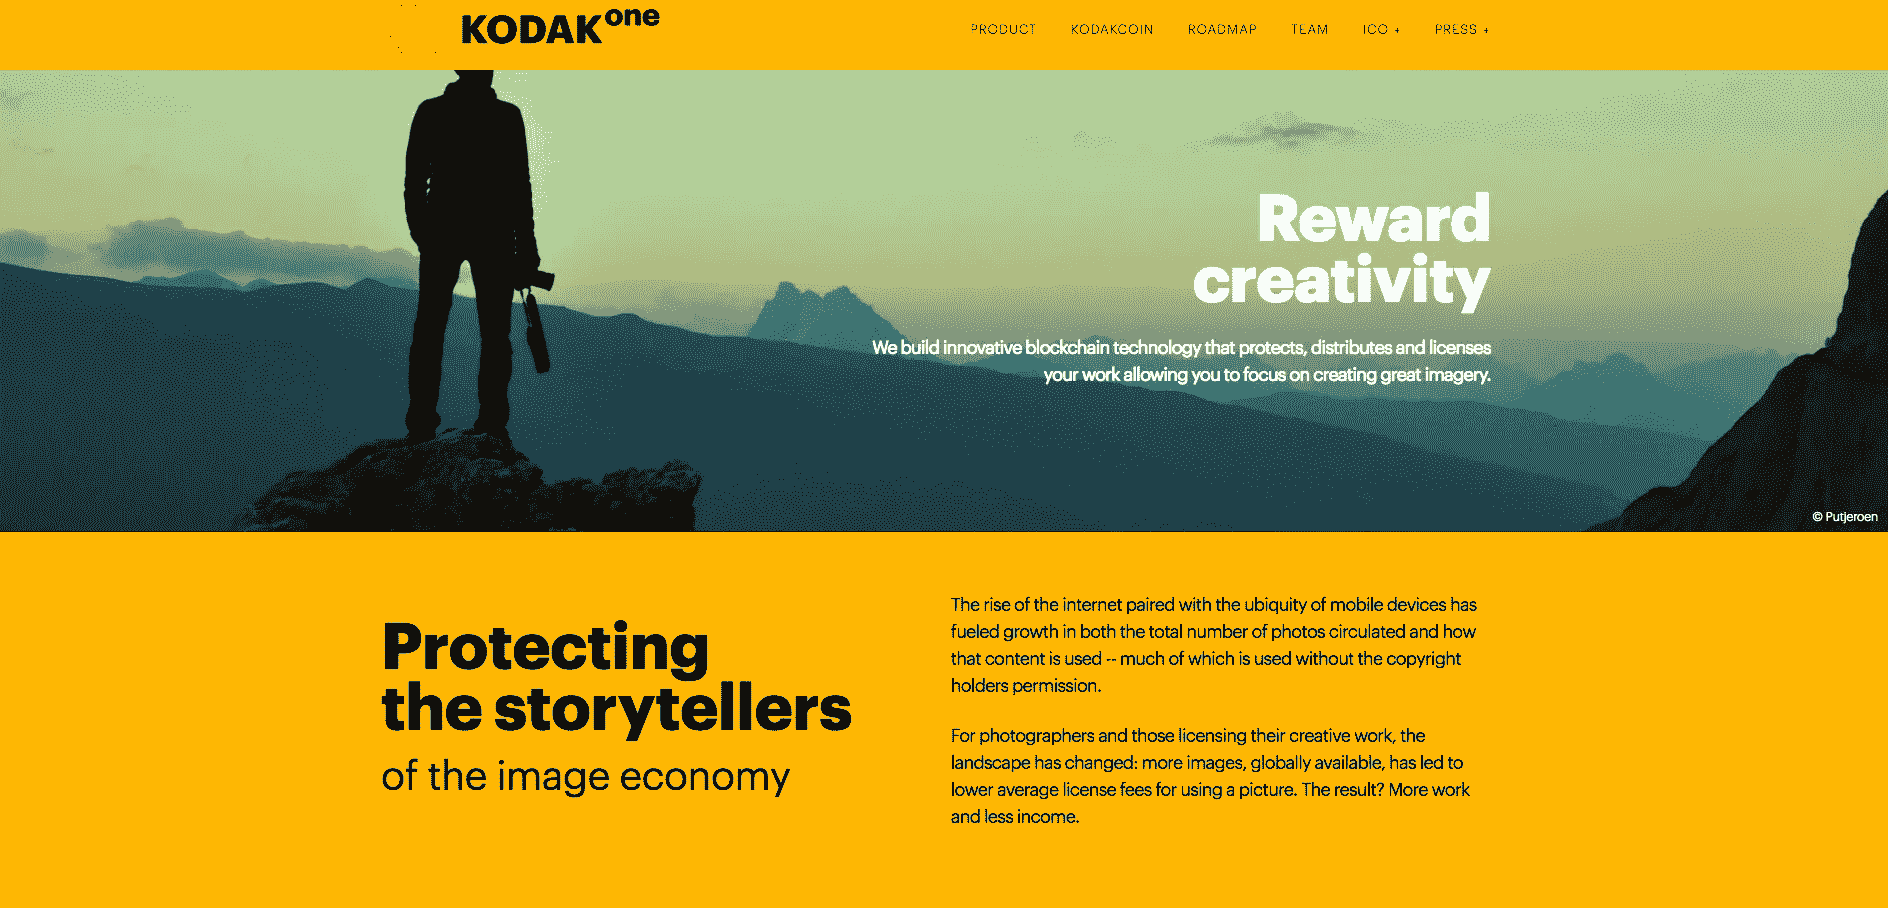 KODAKone
PRODUCT KODAKCOIN ROADMAP TEAM ICO + PRESS +
Reward
creativity
We build innovative blockchain technology that protects, distributes and licenses
your work allowing you to focus on creating great imagery.
© Putjeroen
Protecting
the storytellers
of the image economy
The rise of the internet paired with the ubiquity of mobile devices has
fueled growth in both the total number of photos circulated and how
that content is used -- much of which is used without the copyright
holders permission.
For photographers and those licensing their creative work, the
landscape has changed: more images, globally available, has led to
lower average license fees for using a picture. The result? More work
and less income.